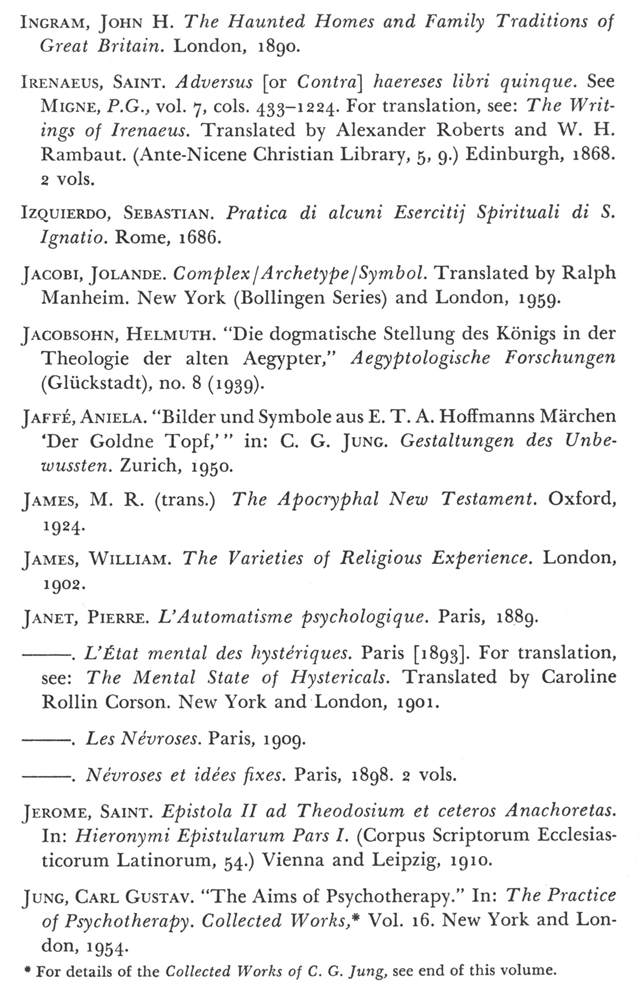 INGRAM, JOHN H. The Haunted Homes and Family Traditions of
Great Britain. London, 1890.
IRENAEUS, SAINT. Adversus [or Contra] haereses libri quinque. See
MIGNE, P.G., vol. 7, cols. 433–1224. For translation, see: The Writ-
ings of Irenaeus. Translated by Alexander Roberts and W. H.
Rambaut. (Ante-Nicene Christian Library, 5, 9.) Edinburgh, 1868.
2 vols.
IZQUIERDO, SEBASTIAN. Pratica di alcuni Esercitij Spirituali di S.
Ignatio. Rome, 1686.
JACOBI, JOLANDE. Complex/Archetype/Symbol. Translated by Ralph
Manheim. New York (Bollingen Series) and London, 1959.
JACOBSOHN, HELMUTH. “Die dogmatische Stellung des Königs in der
Theologie der alten Aegypter,” Aegyptologische Forschungen
(Glückstadt), no. 8 (1939).
JAFFÉ, ANIELA. “Bilder und Symbole aus E. T. A. Hoffmanns Märchen
‘Der Goldne Topf,’” in: C. G. JUNG. Gestaltungen des Unbe-
wussten. Zurich, 1950.
JAMES, M. R. (trans.) The Apocryphal New Testament. Oxford,
1924.
JAMES, WILLIAM. The Varieties of Religious Experience. London,
1902.
JANET, PIERRE. L’Automatisme psychologique. Paris, 1889.
———. L’État mental des hystériques. Paris [1893]. For translation,
see: The Mental State of Hystericals. Translated by Caroline
Rollin Corson. New York and London, 1901.
———. Les Névroses. Paris, 1909.
———. Névroses et idées fixes. Paris, 1898. 2 vols.
JEROME, SAINT. Epistola II ad Theodosium et ceteros Anachoretas.
In: Hieronymi Epistularum Pars I. (Corpus Scriptorum Ecclesias-
ticorum Latinorum, 54.) Vienna and Leipzig, 1910.
JUNG, CARL GUSTAV. “The Aims of Psychotherapy.” In: The Practice
of Psychotherapy. Collected Works,* Vol. 16. New York and Lon-
don, 1954.
* For details of the Collected Works of C. G. Jung, see end of this volume.